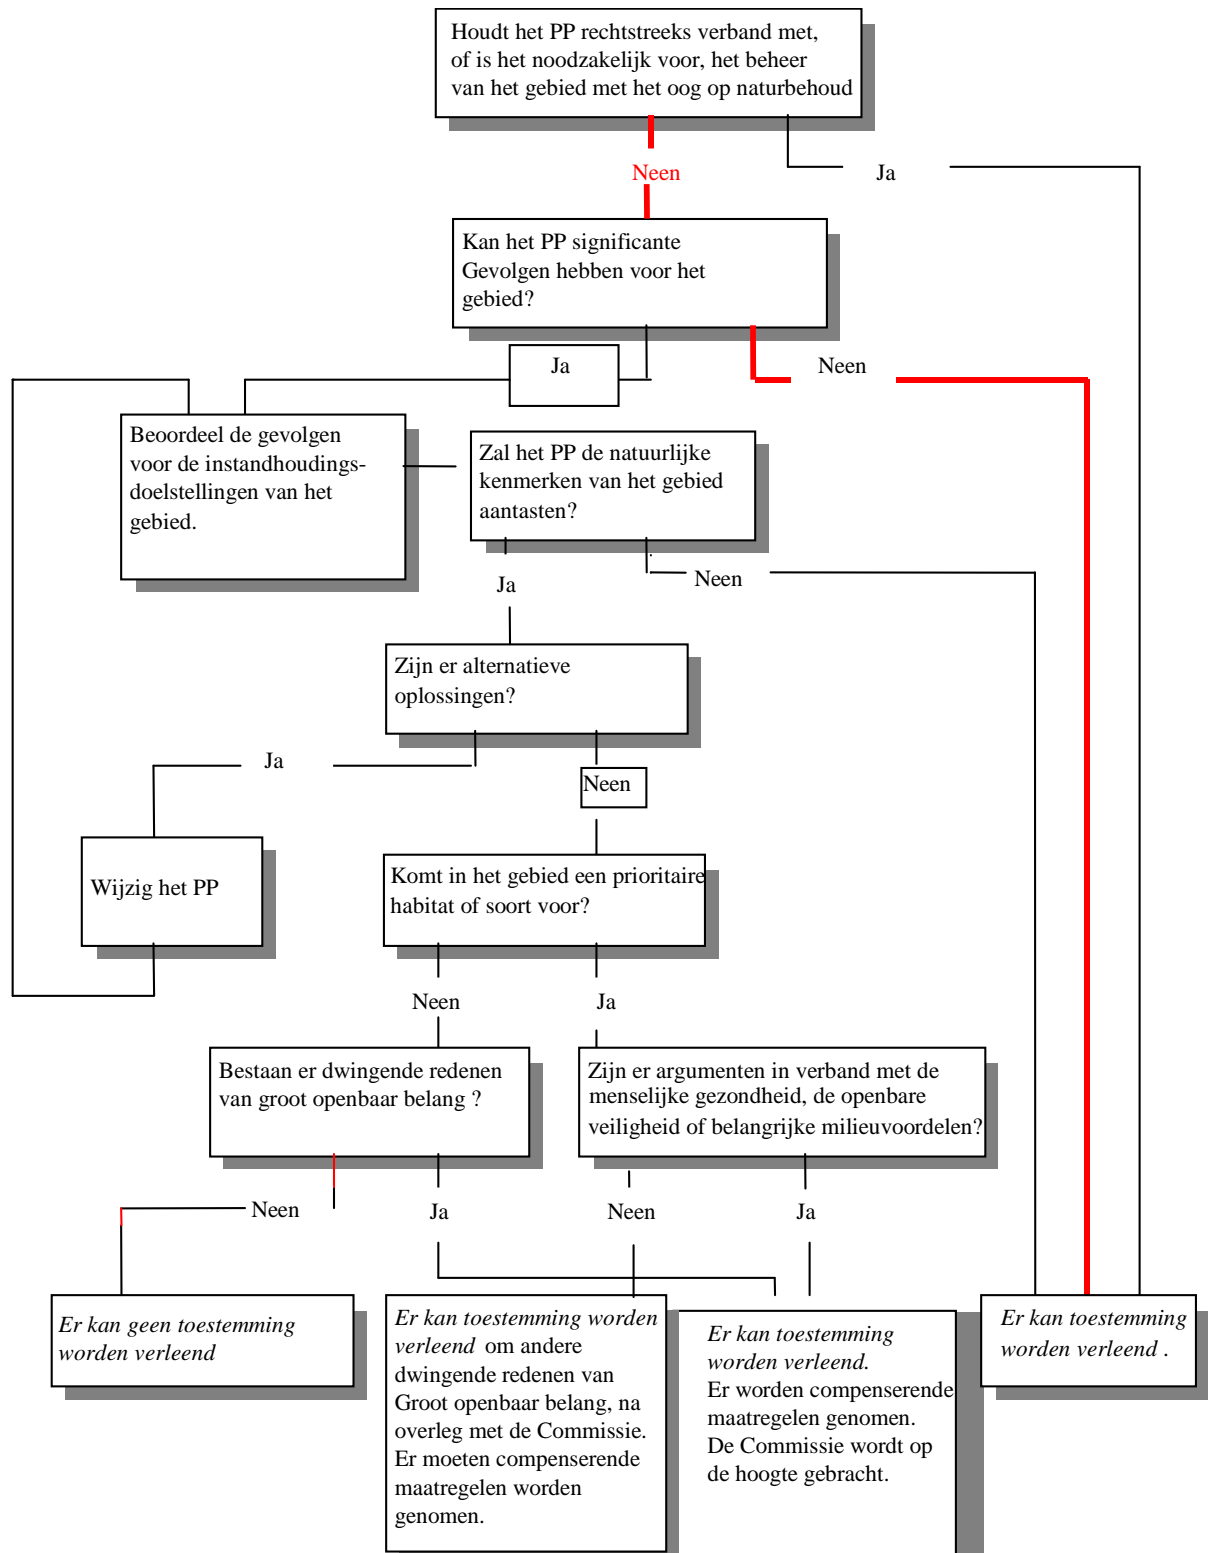 Houdt het PP rechtstreeks verband met,
of is het noodzakelijk voor, het beheer
van het gebied met het oog op naturbehoud
Neen
Ja
Kan het PP significante
Gevolgen hebben voor het
gebied?
Ja
Neen
Beoordeel de gevolgen
voor de instandhoudings-
doelstellingen van het
gebied.
Zal het PP de natuurlijke
kenmerken van het gebied
aantasten?
Ja
Neen
Zijn er alternatieve
oplossingen?
Ja
Neen
Wijzig het PP
Komt in het gebied een prioritaire
habitat of soort voor?
Neen
Ja
Bestaan er dwingende redenen
van groot openbaar belang ?
Zijn er argumenten in verband met de
menselijke gezondheid, de openbare
veiligheid of belangrijke milieuvoordelen?
Neen
Ja
Neen
Ja
Er kan geen toestemming
worden verleend
Er kan toestemming worden
verleend om andere
dwingende redenen van
Groot openbaar belang, na
overleg met de Commissie.
Er moeten compenserende
maatregelen worden
genomen.
Er kan toestemming
worden verleend.
Er worden compenserende
maatregelen genomen.
De Commissie wordt op
de hoogte gebracht.
Er kan toestemming
worden verleend .